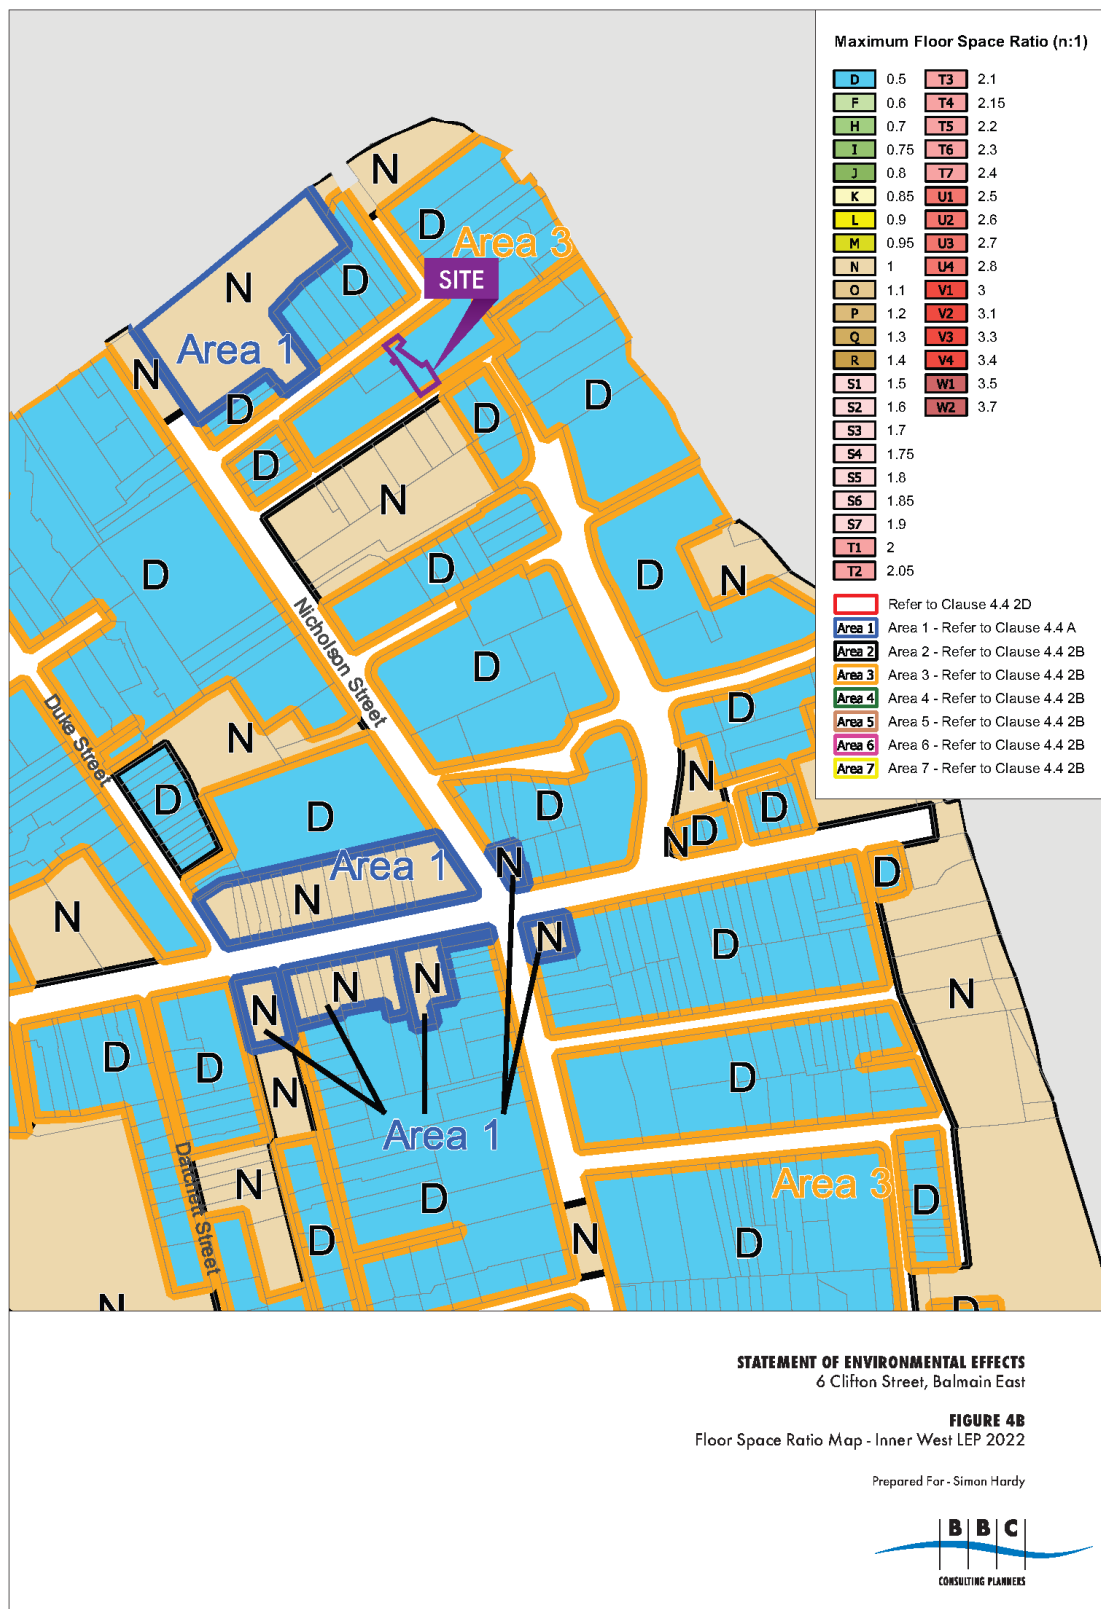 Maximum Floor Space Ratio (n:1)
D 0.5
F 0.6
H 0.7
I 0.75
J 0.8
K 0.85
L 0.9
M 0.95
N 1
O 1.1
P 1.2
Q 1.3
R 1.4
S1 1.5
S2 1.6
S3 1.7
S4 1.75
S5 1.8
S6 1.85
S7 1.9
T1 2
T2 2.05
T3 2.1
T4 2.15
T5 2.2
T6 2.3
T7 2.4
U1 2.5
U2 2.6
U3 2.7
U4 2.8
V1 3
V2 3.1
V3 3.3
V4 3.4
W1 3.5
W2 3.7
Refer to Clause 4.4 2D
Area 1 Area 1 - Refer to Clause 4.4 A
Area 2 Area 2 - Refer to Clause 4.4 2B
Area 3 Area 3 - Refer to Clause 4.4 2B
Area 4 Area 4 - Refer to Clause 4.4 2B
Area 5 Area 5 - Refer to Clause 4.4 2B
Area 6 Area 6 - Refer to Clause 4.4 2B
Area 7 Area 7 - Refer to Clause 4.4 2B
N
D
Area 3
SITE
N
D
Area 1
N
D
D
D
D
N
D
D
N
D
Nicholson Street
D
D
Duke Street
N
N
D
D
D
D
N
D
Area 1
N
N
D
N
N
D
N
N
N
N
D
D
D
N
D
Area 1
Datchett Street
N
D
Area 3
D
D
N
D
N
D
STATEMENT OF ENVIRONMENTAL EFFECTS
6 Clifton Street, Balmain East
FIGURE 4B
Floor Space Ratio Map - Inner West LEP 2022
Prepared For - Simon Hardy
B B C
CONSULTING PLANNERS